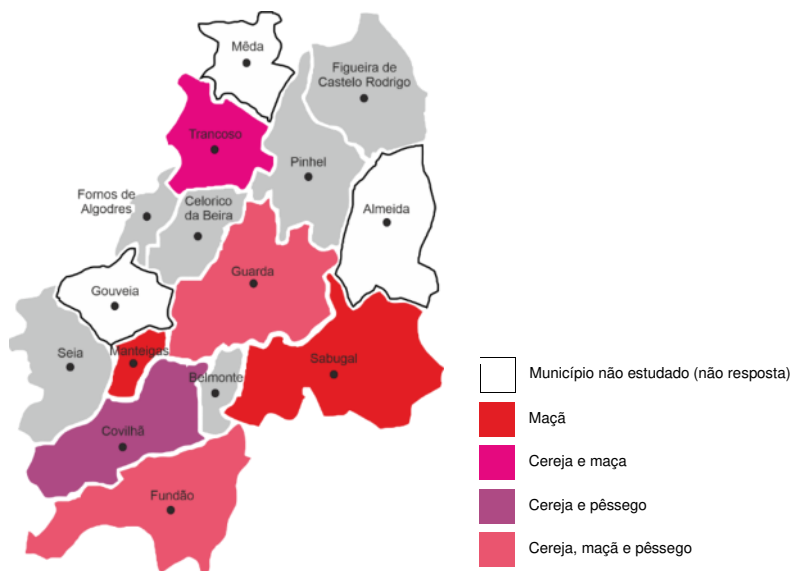 Mêda
Figueira de
Castelo Rodrigo
Trancoso
Pinhel
Fornos de
Algodres
Celorico
da Beira
Almeida
Guarda
Gouveia
Seia
Manteigas
Belmonte
Sabugal
Covilhã
Fundão
Município não estudado (não resposta)
Maçã
Cereja e maça
Cereja e pêssego
Cereja, maçã e pêssego